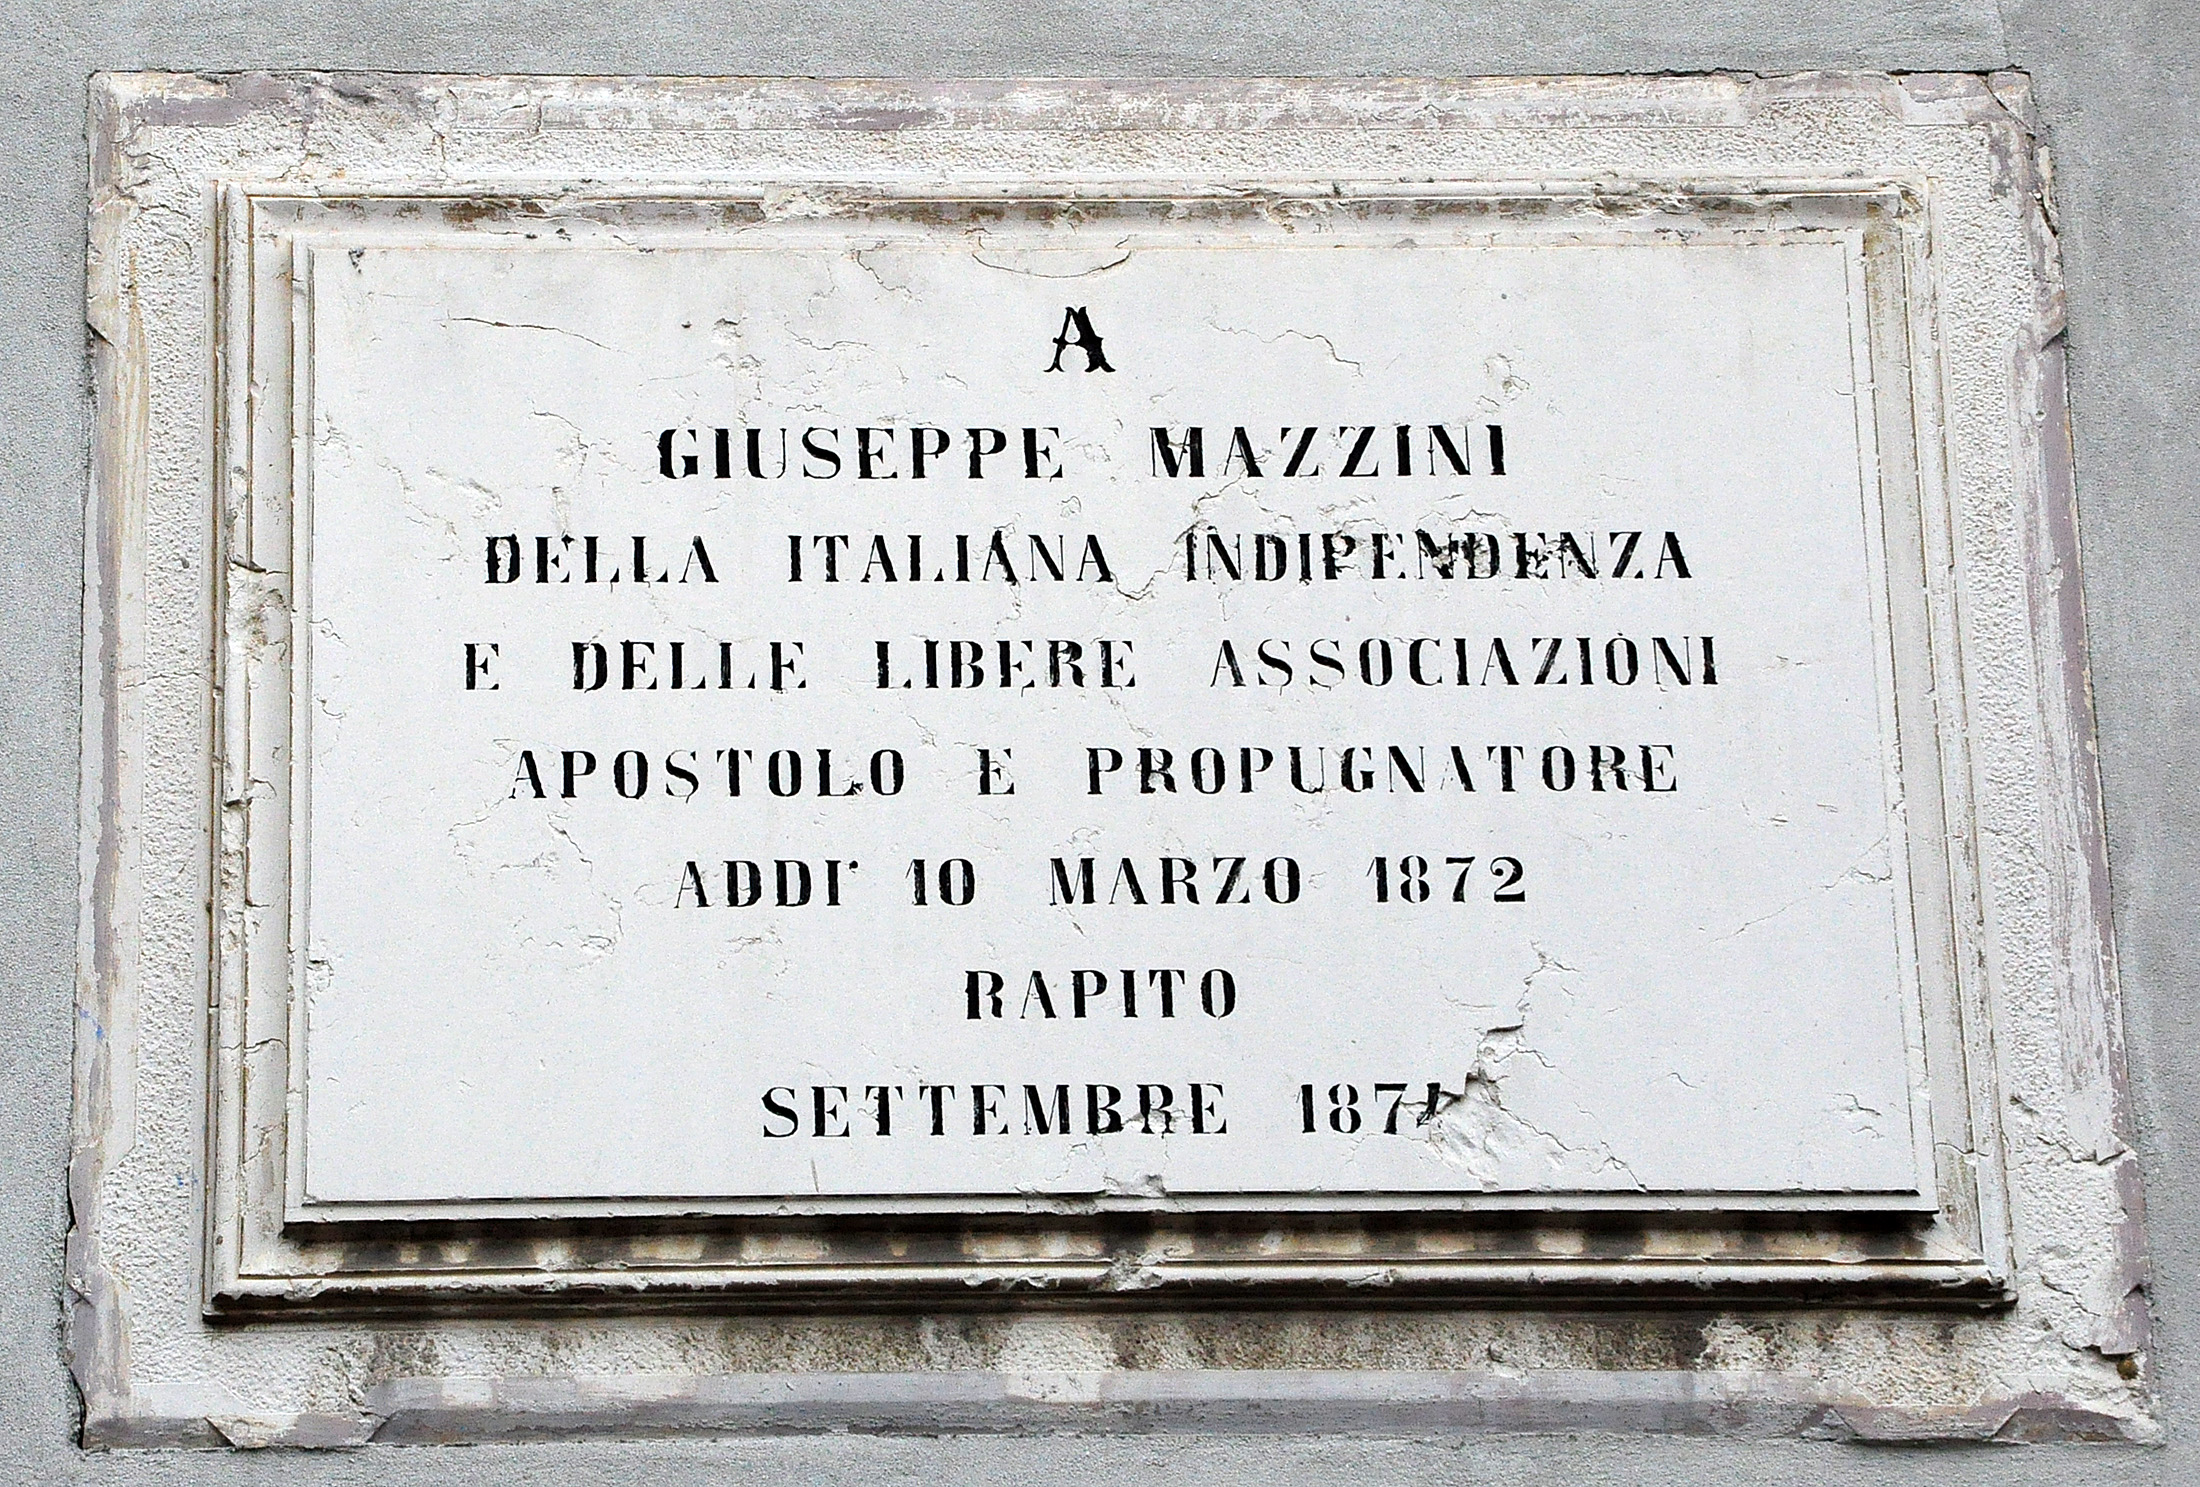 A
GIUSEPPE MAZZINI
DELLA ITALIANA INDIPENDENZA
E DELLE LIBERE ASSOCIAZIONI
APOSTOLO E PROPUGNATORE
ADDI' 10 MARZO 1872
RAPITO
SETTEMBRE